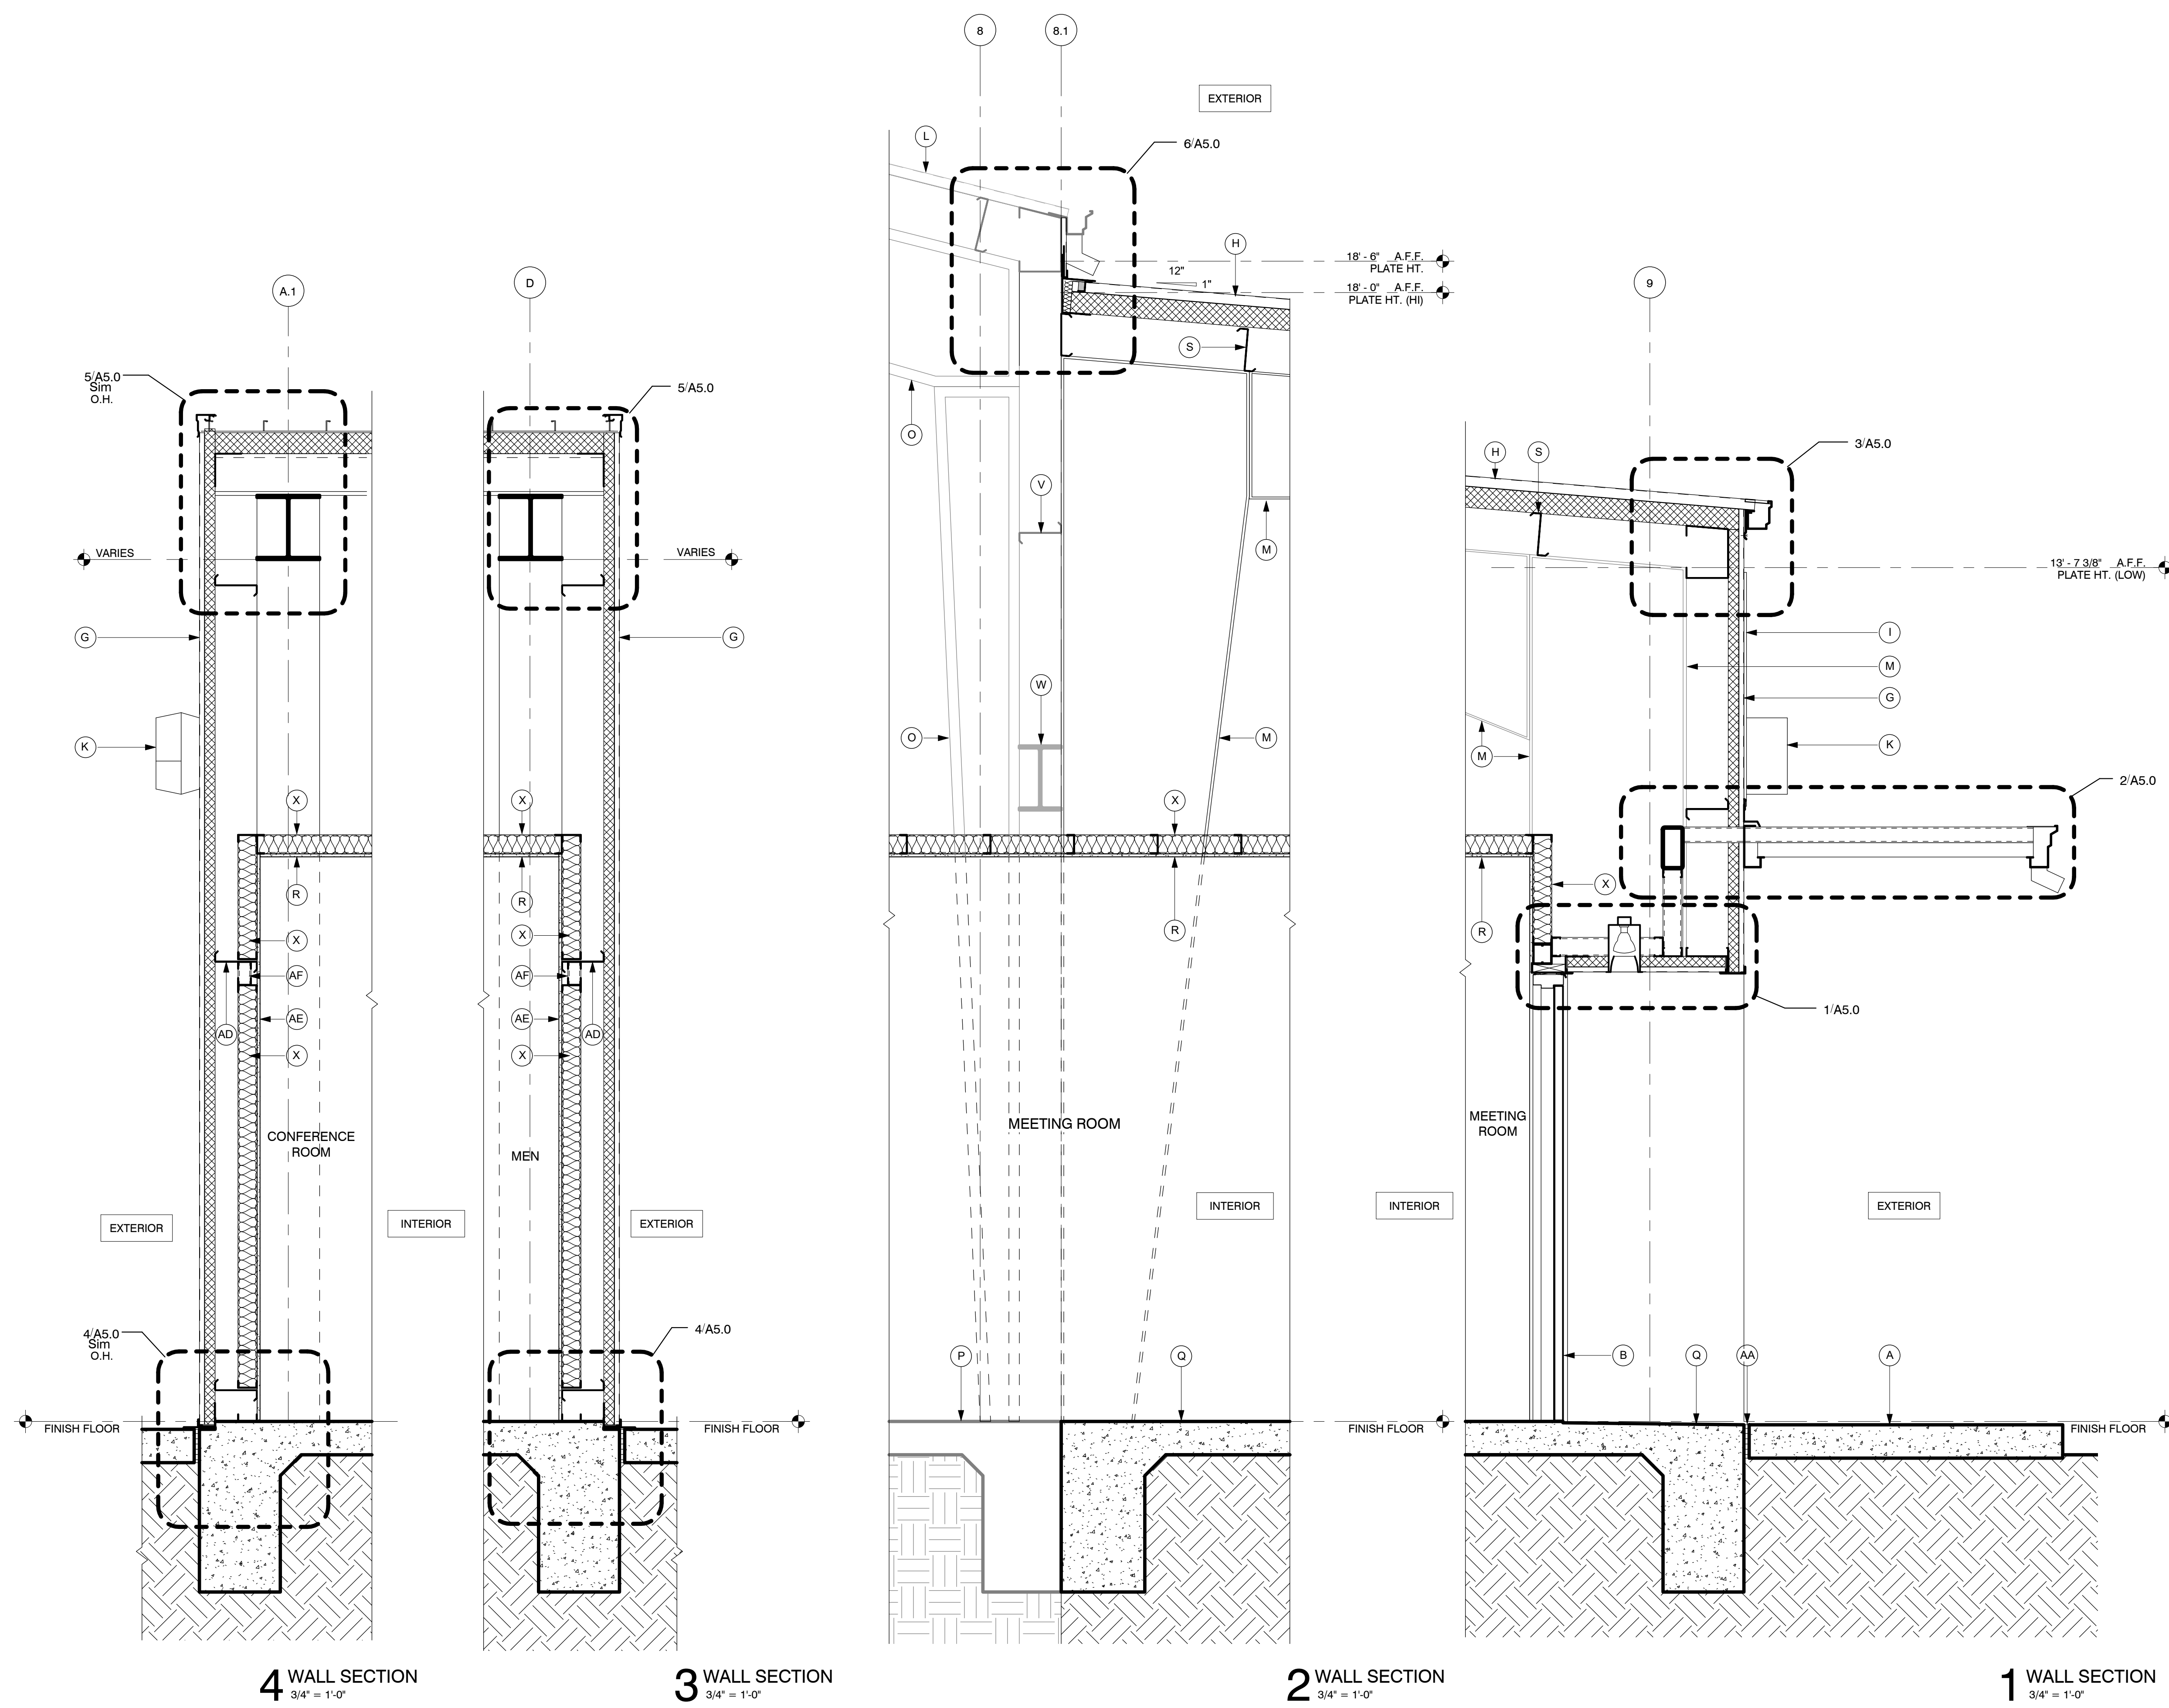 8
8.1
EXTERIOR
L
6/A5.0
H
18' - 6" A.F.F.
PLATE HT.
12"
1"
18' - 0" A.F.F.
PLATE HT. (HI)
S
O
V
M
W
O
M
X
R
MEETING ROOM
INTERIOR
P
Q
FINISH FLOOR
2 WALL SECTION
3/4" = 1'-0"
A.1
5/A5.0
Sim
O.H.
VARIES
G
K
X
R
X
AF
AE
AD
X
CONFERENCE
ROOM
EXTERIOR
INTERIOR
4/A5.0
Sim
O.H.
FINISH FLOOR
4 WALL SECTION
3/4" = 1'-0"
D
5/A5.0
VARIES
G
X
R
X
AF
AE
AD
X
MEN
EXTERIOR
4/A5.0
FINISH FLOOR
3 WALL SECTION
3/4" = 1'-0"
9
H
S
3/A5.0
13' - 7 3/8" A.F.F.
PLATE HT. (LOW)
I
M
G
K
M
2/A5.0
X
R
1/A5.0
MEETING
ROOM
INTERIOR
EXTERIOR
B
Q
AA
A
FINISH FLOOR
1 WALL SECTION
3/4" = 1'-0"